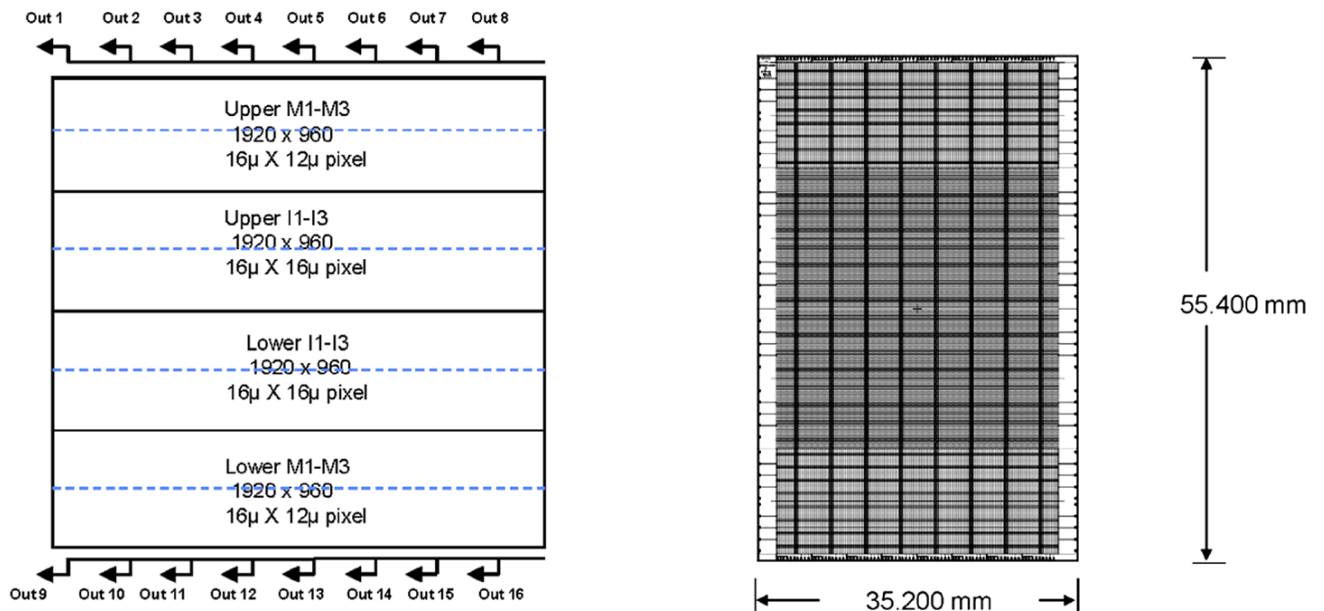 Out 1 Out 2 Out 3 Out 4 Out 5 Out 6 Out 7 Out 8
Upper M1-M3
1920 x 960
16µ X 12µ pixel
Upper I1-I3
1920 x 960
16µ X 16µ pixel
Lower I1-I3
1920 x 960
16µ X 16µ pixel
Lower M1-M3
1920 x 960
16µ X 12µ pixel
Out9 Out 10 Out 11 Out 12 Out 13 Out 14 Out 15 Out 16
55.400 mm
35.200 mm